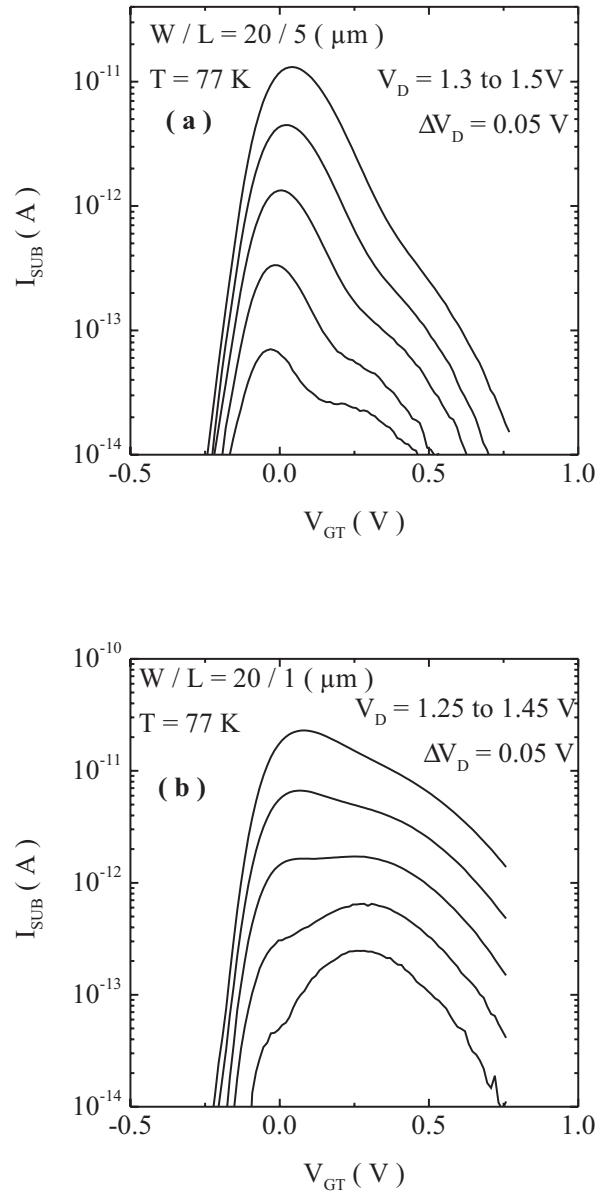 W / L = 20 / 5 ( μm )
T = 77 K
V_D = 1.3 to 1.5V
( a )
ΔV_D = 0.05 V
10^-11
10^-12
10^-13
10^-14
I_SUB ( A )
-0.5 0.0 0.5 1.0
V_GT ( V )
10^-10
W / L = 20 / 1 ( μm )
V_D = 1.25 to 1.45 V
T = 77 K
ΔV_D = 0.05 V
( b )
10^-11
10^-12
10^-13
10^-14
I_SUB ( A )
-0.5 0.0 0.5 1.0
V_GT ( V )